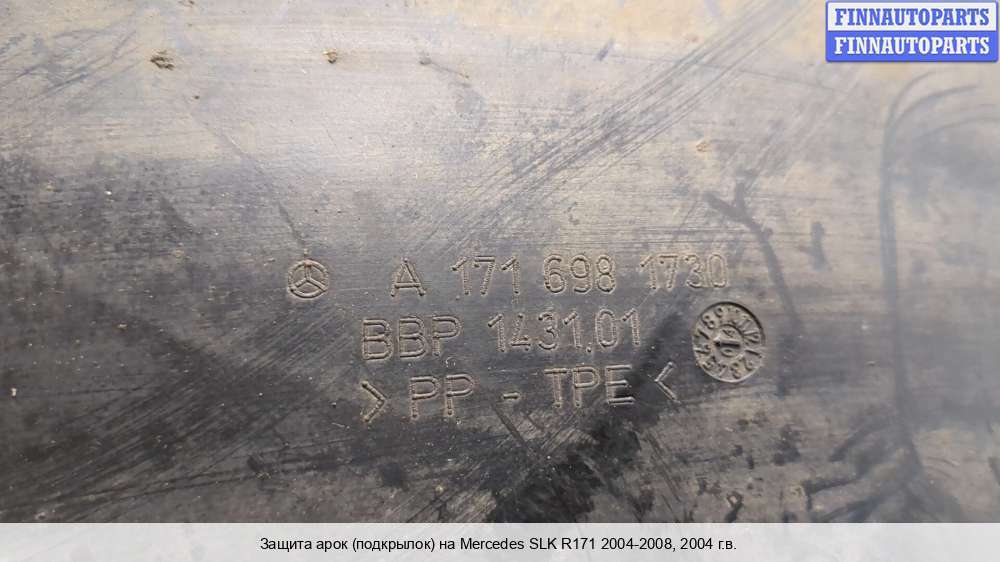 FINNAUTOPARTS
FINNAUTOPARTS
A 171 698 1730
BBP 1431.01
> PP - TPE <
Защита арок (подкрылок) на Mercedes SLK R171 2004-2008, 2004 г.в.